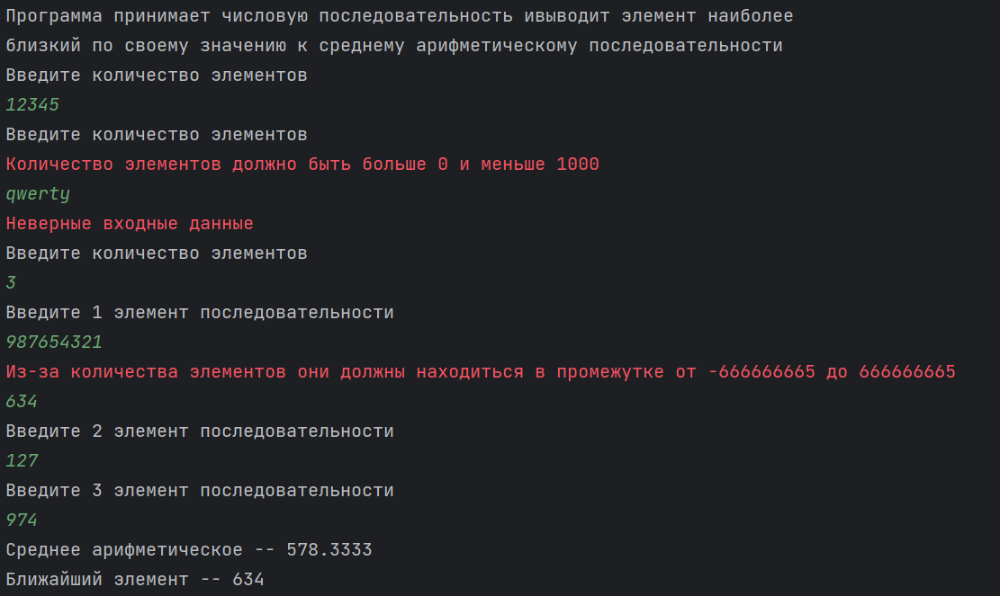 Программа принимает числовую последовательность ивыводит элемент наиболее
близкий по своему значению к среднему арифметическому последовательности
Введите количество элементов
12345
Введите количество элементов
Количество элементов должно быть больше 0 и меньше 1000
qwerty
Неверные входные данные
Введите количество элементов
3
Введите 1 элемент последовательности
987654321
Из-за количества элементов они должны находиться в промежутке от -666666665 до 666666665
634
Введите 2 элемент последовательности
127
Введите 3 элемент последовательности
974
Среднее арифметическое -- 578.3333
Ближайший элемент -- 634